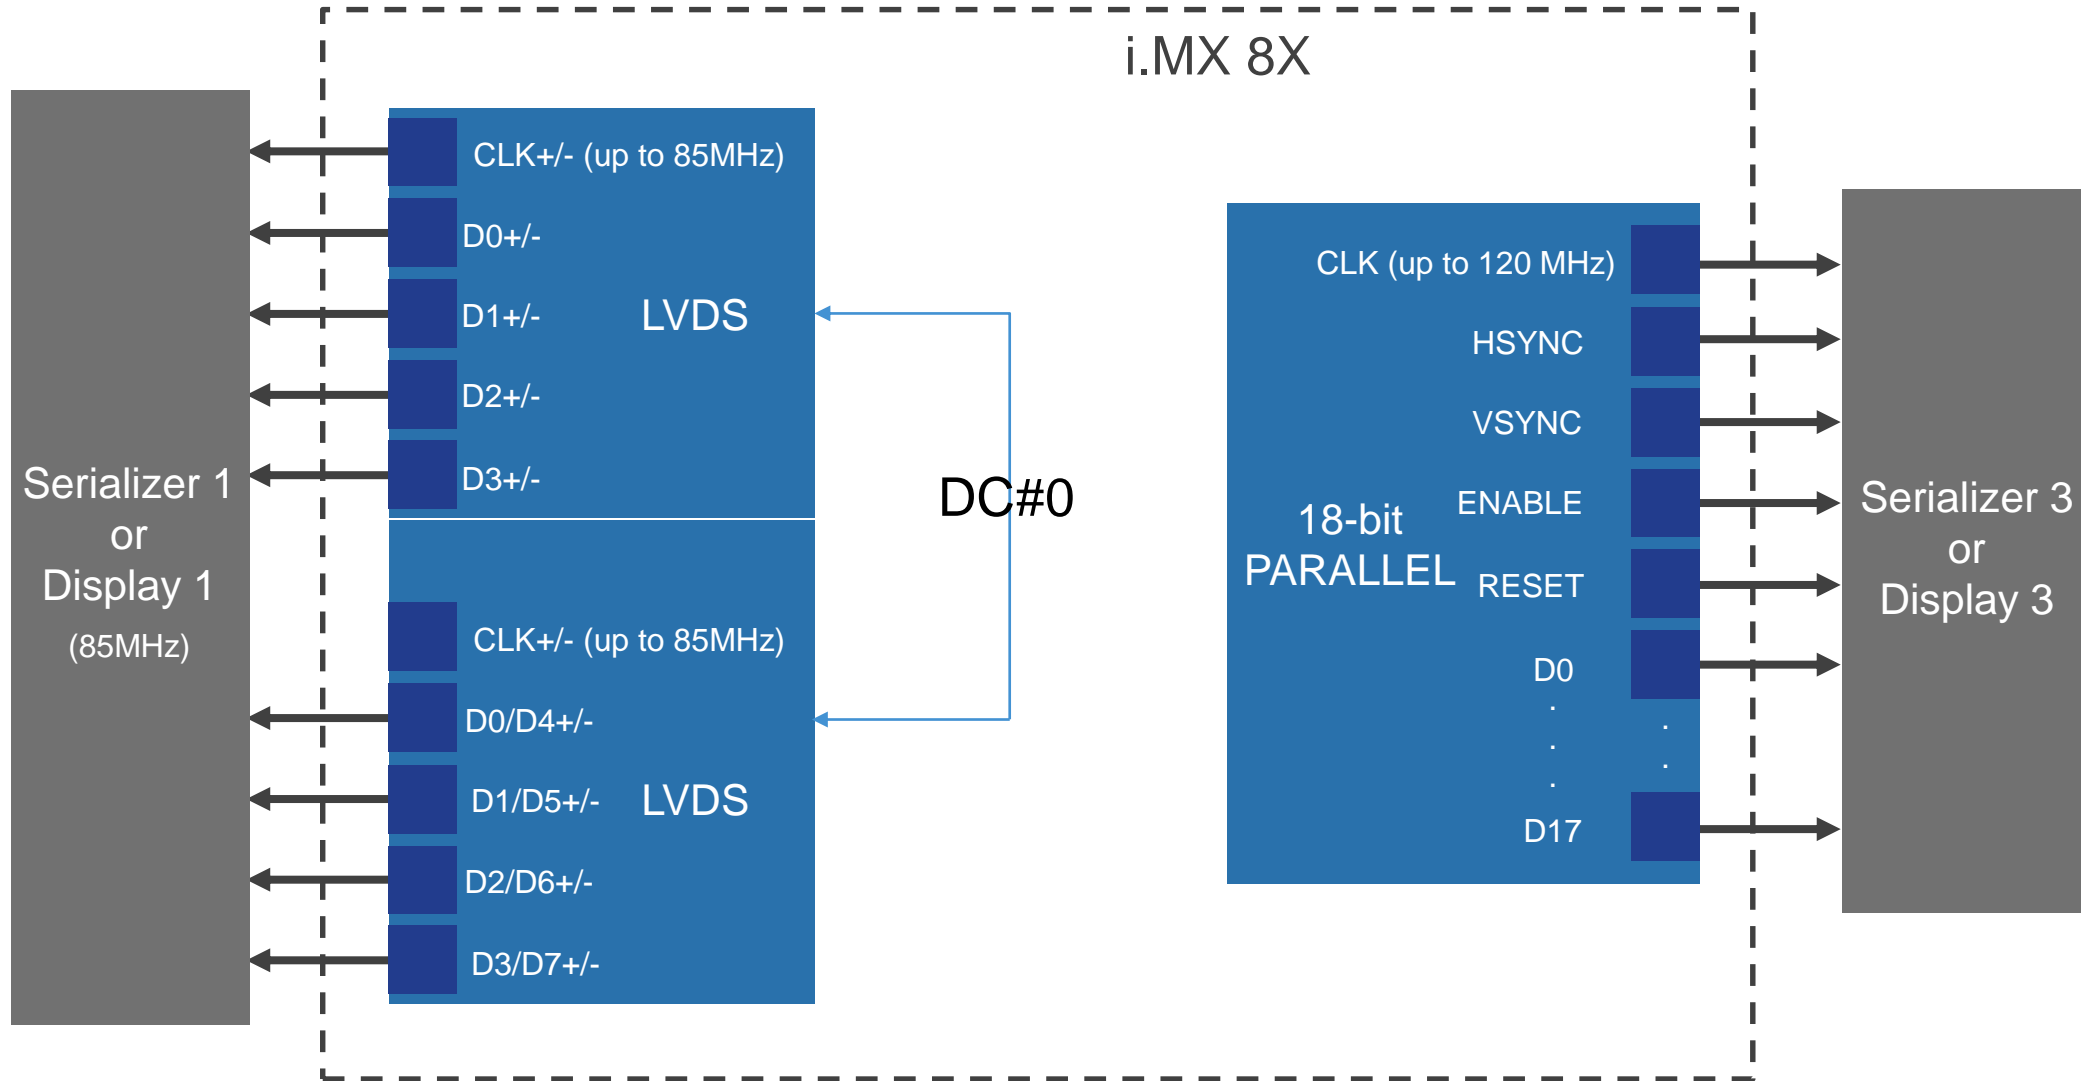 i.MX 8X
Serializer 1
or
Display 1
(85MHz)
CLK+/- (up to 85MHz)
D0+/-
D1+/-
D2+/-
D3+/-
LVDS
CLK+/- (up to 85MHz)
D0/D4+/-
D1/D5+/-
D2/D6+/-
D3/D7+/-
LVDS
DC#0
18-bit
PARALLEL
CLK (up to 120 MHz)
HSYNC
VSYNC
ENABLE
RESET
D0
.
.
.
D17
.
.
Serializer 3
or
Display 3